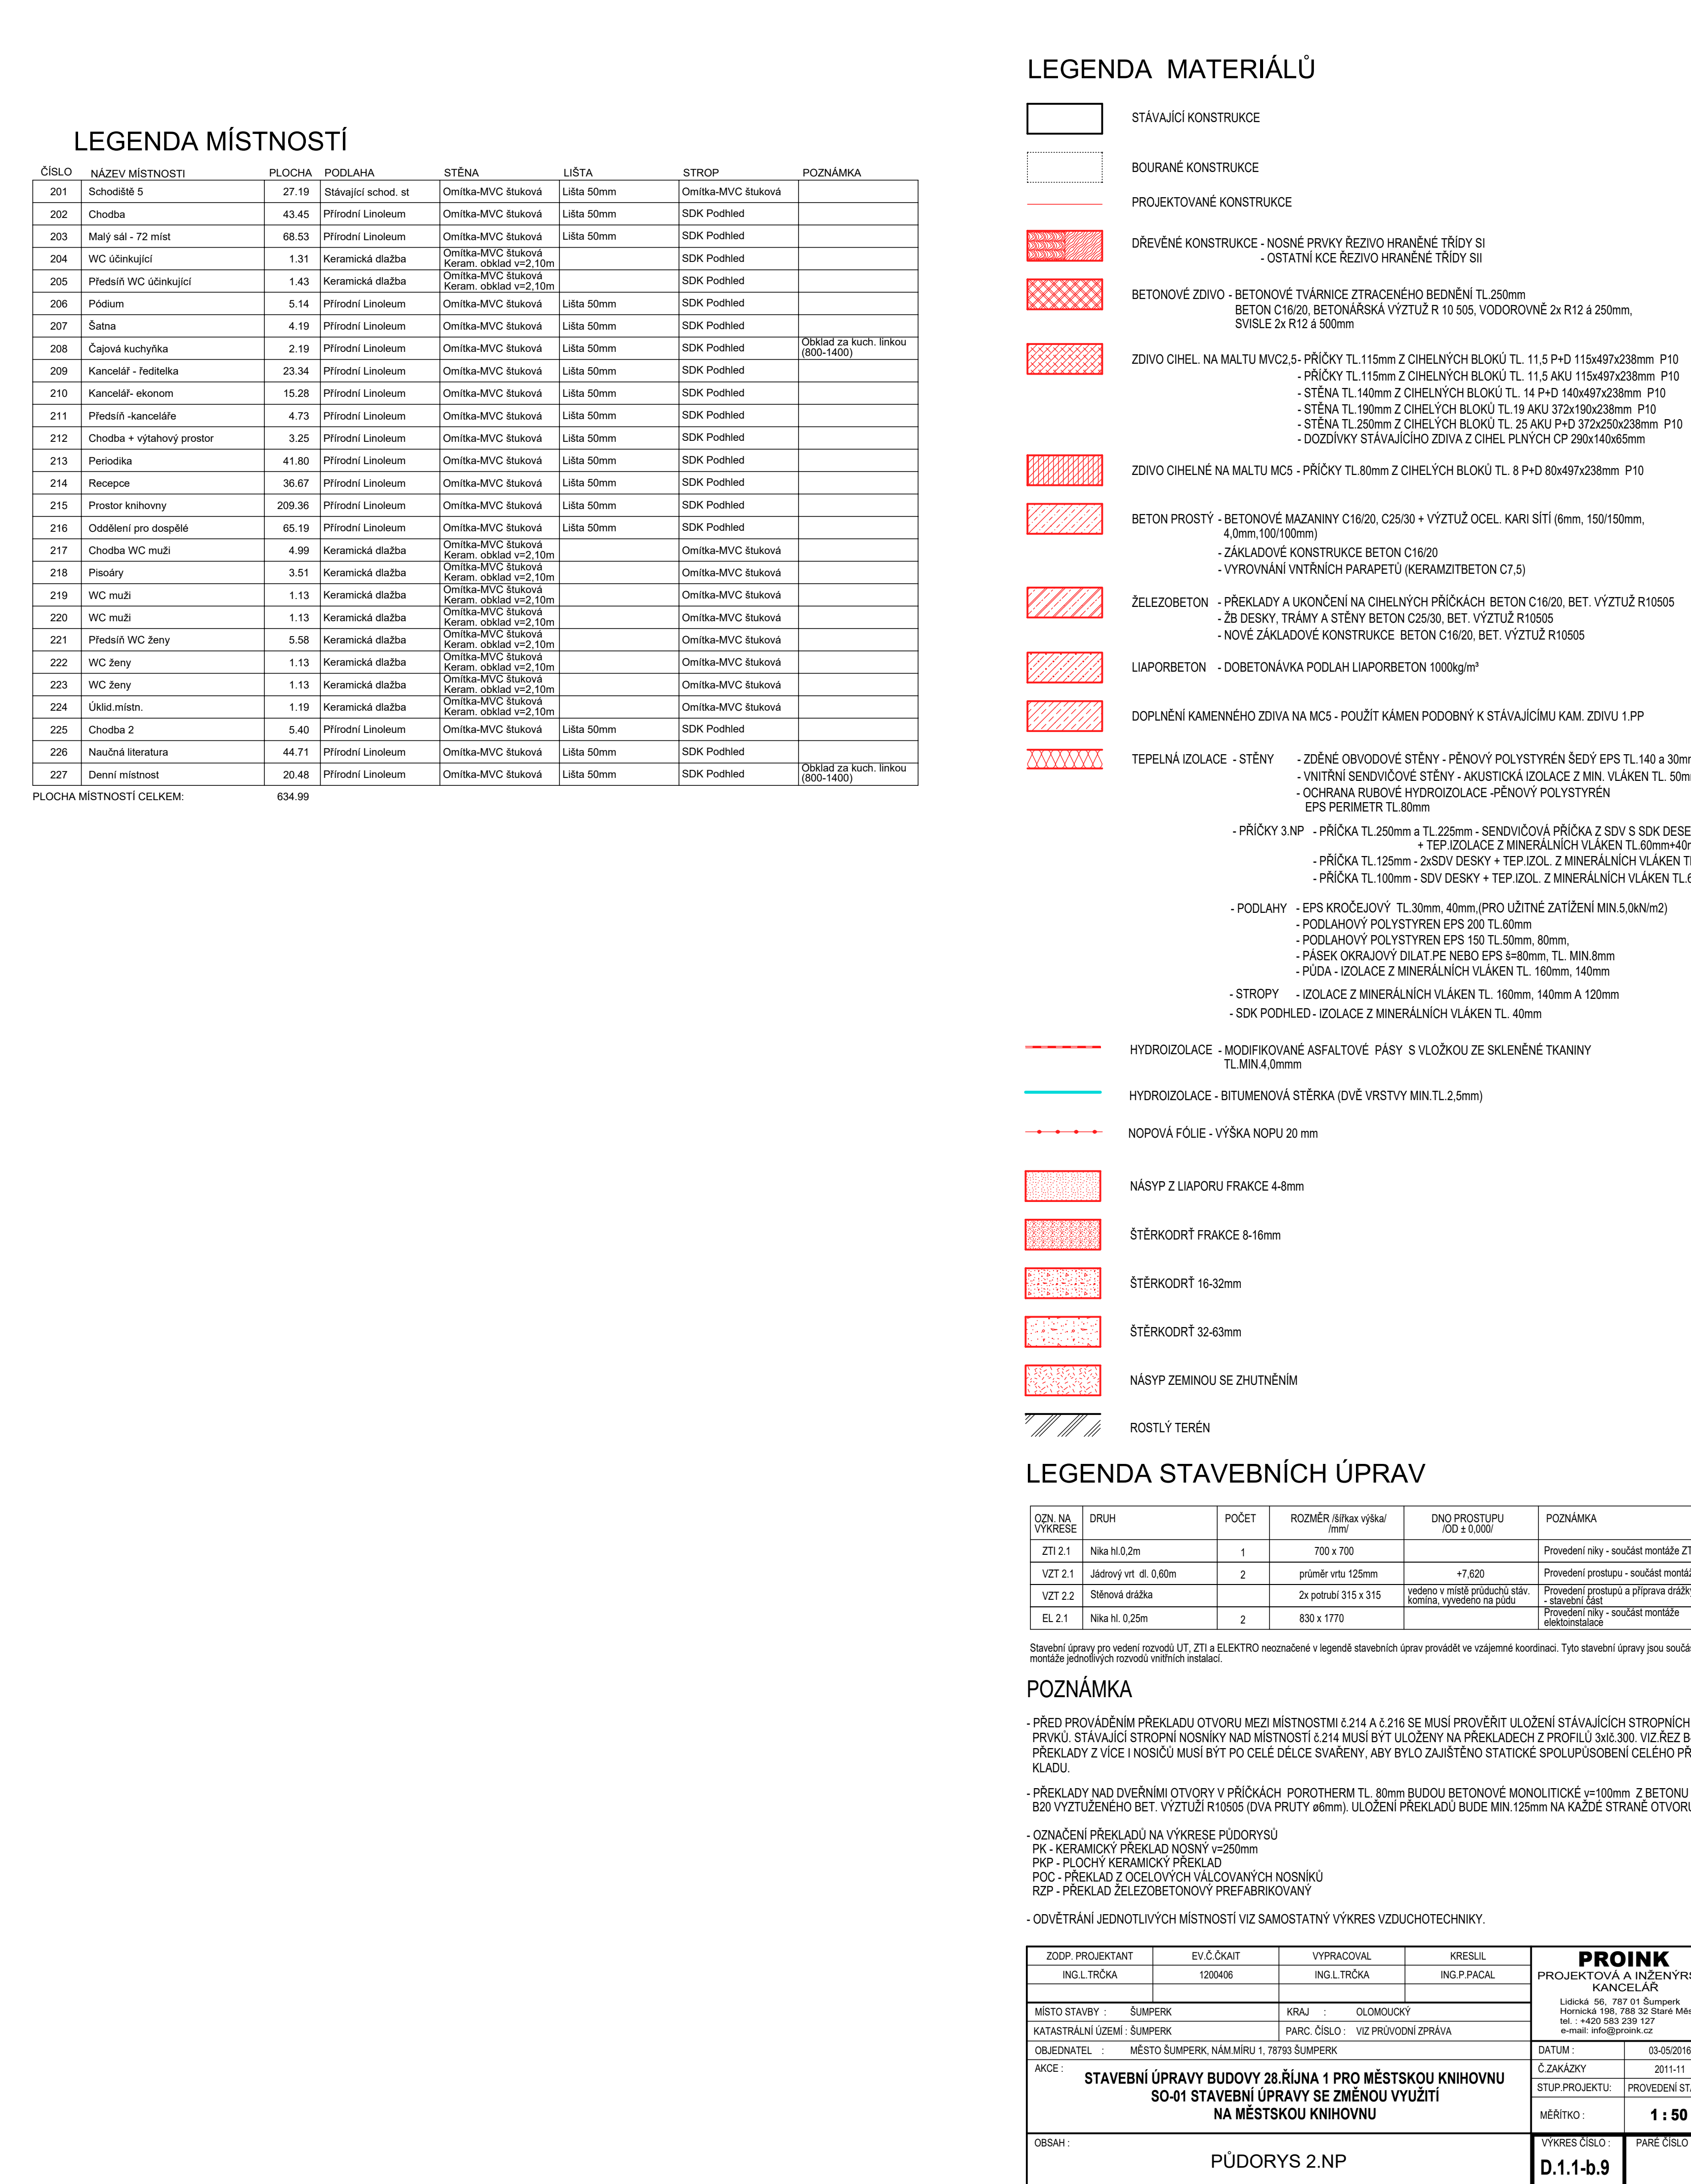 LEGENDA MÍSTNOSTÍ
ČÍSLO NÁZEV MÍSTNOSTI PLOCHA PODLAHA STĚNA LIŠTA STROP POZNÁMKA
201 Schodiště 5 27.19 Stávající schod. st Omítka-MVC štuková Lišta 50mm Omítka-MVC štuková
202 Chodba 43.45 Přírodní Linoleum Omítka-MVC štuková Lišta 50mm SDK Podhled
203 Malý sál - 72 míst 68.53 Přírodní Linoleum Omítka-MVC štuková Lišta 50mm SDK Podhled
204 WC účinkující 1.31 Keramická dlažba Omítka-MVC štuková Keram. obklad v=2,10m SDK Podhled
205 Předsíň WC účinkující 1.43 Keramická dlažba Omítka-MVC štuková Keram. obklad v=2,10m SDK Podhled
206 Pódium 5.14 Přírodní Linoleum Omítka-MVC štuková Lišta 50mm SDK Podhled
207 Šatna 4.19 Přírodní Linoleum Omítka-MVC štuková Lišta 50mm SDK Podhled
208 Čajová kuchyňka 2.19 Přírodní Linoleum Omítka-MVC štuková Lišta 50mm SDK Podhled Obklad za kuch. linkou (800-1400)
209 Kancelář - ředitelka 23.34 Přírodní Linoleum Omítka-MVC štuková Lišta 50mm SDK Podhled
210 Kancelář- ekonom 15.28 Přírodní Linoleum Omítka-MVC štuková Lišta 50mm SDK Podhled
211 Předsíň -kanceláře 4.73 Přírodní Linoleum Omítka-MVC štuková Lišta 50mm SDK Podhled
212 Chodba + výtahový prostor 3.25 Přírodní Linoleum Omítka-MVC štuková Lišta 50mm SDK Podhled
213 Periodika 41.80 Přírodní Linoleum Omítka-MVC štuková Lišta 50mm SDK Podhled
214 Recepce 36.67 Přírodní Linoleum Omítka-MVC štuková Lišta 50mm SDK Podhled
215 Prostor knihovny 209.36 Přírodní Linoleum Omítka-MVC štuková Lišta 50mm SDK Podhled
216 Oddělení pro dospělé 65.19 Přírodní Linoleum Omítka-MVC štuková Lišta 50mm SDK Podhled
217 Chodba WC muži 4.99 Keramická dlažba Omítka-MVC štuková Keram. obklad v=2,10m Omítka-MVC štuková
218 Pisoáry 3.51 Keramická dlažba Omítka-MVC štuková Keram. obklad v=2,10m Omítka-MVC štuková
219 WC muži 1.13 Keramická dlažba Omítka-MVC štuková Keram. obklad v=2,10m Omítka-MVC štuková
220 WC muži 1.13 Keramická dlažba Omítka-MVC štuková Keram. obklad v=2,10m Omítka-MVC štuková
221 Předsíň WC ženy 5.58 Keramická dlažba Omítka-MVC štuková Keram. obklad v=2,10m Omítka-MVC štuková
222 WC ženy 1.13 Keramická dlažba Omítka-MVC štuková Keram. obklad v=2,10m Omítka-MVC štuková
223 WC ženy 1.13 Keramická dlažba Omítka-MVC štuková Keram. obklad v=2,10m Omítka-MVC štuková
224 Úklid.místn. 1.19 Keramická dlažba Omítka-MVC štuková Keram. obklad v=2,10m Omítka-MVC štuková
225 Chodba 2 5.40 Přírodní Linoleum Omítka-MVC štuková Lišta 50mm SDK Podhled
226 Naučná literatura 44.71 Přírodní Linoleum Omítka-MVC štuková Lišta 50mm SDK Podhled
227 Denní místnost 20.48 Přírodní Linoleum Omítka-MVC štuková Lišta 50mm SDK Podhled Obklad za kuch. linkou (800-1400)
PLOCHA MÍSTNOSTÍ CELKEM: 634.99
LEGENDA MATERIÁLŮ
STÁVAJÍCÍ KONSTRUKCE
BOURANÉ KONSTRUKCE
PROJEKTOVANÉ KONSTRUKCE
DŘEVĚNÉ KONSTRUKCE - NOSNÉ PRVKY ŘEZIVO HRANĚNÉ TŘÍDY SI
- OSTATNÍ KCE ŘEZIVO HRANĚNÉ TŘÍDY SII
BETONOVÉ ZDIVO - BETONOVÉ TVÁRNICE ZTRACENÉHO BEDNĚNÍ TL.250mm
BETON C16/20, BETONÁŘSKÁ VÝZTUŽ R 10 505, VODOROVNĚ 2x R12 á 250mm,
SVISLE 2x R12 á 500mm
ZDIVO CIHEL. NA MALTU MVC2,5- PŘÍČKY TL.115mm Z CIHELNÝCH BLOKŮ TL. 11,5 P+D 115x497x238mm P10
- PŘÍČKY TL.115mm Z CIHELNÝCH BLOKŮ TL. 11,5 AKU 115x497x238mm P10
- STĚNA TL.140mm Z CIHELNÝCH BLOKŮ TL. 14 P+D 140x497x238mm P10
- STĚNA TL.190mm Z CIHELÝCH BLOKŮ TL.19 AKU 372x190x238mm P10
- STĚNA TL.250mm Z CIHELÝCH BLOKŮ TL. 25 AKU P+D 372x250x238mm P10
- DOZDÍVKY STÁVAJÍCÍHO ZDIVA Z CIHEL PLNÝCH CP 290x140x65mm
ZDIVO CIHELNÉ NA MALTU MC5 - PŘÍČKY TL.80mm Z CIHELÝCH BLOKŮ TL. 8 P+D 80x497x238mm P10
BETON PROSTÝ - BETONOVÉ MAZANINY C16/20, C25/30 + VÝZTUŽ OCEL. KARI SÍTÍ (6mm, 150/150mm,
4,0mm,100/100mm)
- ZÁKLADOVÉ KONSTRUKCE BETON C16/20
- VYROVNÁNÍ VNTŘNÍCH PARAPETŮ (KERAMZITBETON C7,5)
ŽELEZOBETON - PŘEKLADY A UKONČENÍ NA CIHELNÝCH PŘÍČKÁCH BETON C16/20, BET. VÝZTUŽ R10505
- ŽB DESKY, TRÁMY A STĚNY BETON C25/30, BET. VÝZTUŽ R10505
- NOVÉ ZÁKLADOVÉ KONSTRUKCE BETON C16/20, BET. VÝZTUŽ R10505
LIAPORBETON - DOBETONÁVKA PODLAH LIAPORBETON 1000kg/m³
DOPLNĚNÍ KAMENNÉHO ZDIVA NA MC5 - POUŽÍT KÁMEN PODOBNÝ K STÁVAJÍCÍMU KAM. ZDIVU 1.PP
TEPELNÁ IZOLACE - STĚNY - ZDĚNÉ OBVODOVÉ STĚNY - PĚNOVÝ POLYSTYRÉN ŠEDÝ EPS TL.140 a 30mm
- VNITŘNÍ SENDVIČOVÉ STĚNY - AKUSTICKÁ IZOLACE Z MIN. VLÁKEN TL. 50mm
- OCHRANA RUBOVÉ HYDROIZOLACE -PĚNOVÝ POLYSTYRÉN
EPS PERIMETR TL.80mm
- PŘÍČKY 3.NP - PŘÍČKA TL.250mm a TL.225mm - SENDVIČOVÁ PŘÍČKA Z SDV S SDK DESE
+ TEP.IZOLACE Z MINERÁLNÍCH VLÁKEN TL.60mm+40m
- PŘÍČKA TL.125mm - 2xSDV DESKY + TEP.IZOL. Z MINERÁLNÍCH VLÁKEN TL
- PŘÍČKA TL.100mm - SDV DESKY + TEP.IZOL. Z MINERÁLNÍCH VLÁKEN TL.6
- PODLAHY - EPS KROČEJOVÝ TL.30mm, 40mm,(PRO UŽITNÉ ZATÍŽENÍ MIN.5,0kN/m2)
- PODLAHOVÝ POLYSTYREN EPS 200 TL.60mm
- PODLAHOVÝ POLYSTYREN EPS 150 TL.50mm, 80mm,
- PÁSEK OKRAJOVÝ DILAT.PE NEBO EPS š=80mm, TL. MIN.8mm
- PŮDA - IZOLACE Z MINERÁLNÍCH VLÁKEN TL. 160mm, 140mm
- STROPY - IZOLACE Z MINERÁLNÍCH VLÁKEN TL. 160mm, 140mm A 120mm
- SDK PODHLED - IZOLACE Z MINERÁLNÍCH VLÁKEN TL. 40mm
HYDROIZOLACE - MODIFIKOVANÉ ASFALTOVÉ PÁSY S VLOŽKOU ZE SKLENĚNÉ TKANINY
TL.MIN.4,0mmm
HYDROIZOLACE - BITUMENOVÁ STĚRKA (DVĚ VRSTVY MIN.TL.2,5mm)
NOPOVÁ FÓLIE - VÝŠKA NOPU 20 mm
NÁSYP Z LIAPORU FRAKCE 4-8mm
ŠTĚRKODRŤ FRAKCE 8-16mm
ŠTĚRKODRŤ 16-32mm
ŠTĚRKODRŤ 32-63mm
NÁSYP ZEMINOU SE ZHUTNĚNÍM
ROSTLÝ TERÉN
LEGENDA STAVEBNÍCH ÚPRAV
OZN. NA VÝKRESE DRUH POČET ROZMĚR /šířkax výška/ /mm/ DNO PROSTUPU /OD ± 0,000/ POZNÁMKA
ZTI 2.1 Nika hl.0,2m 1 700 x 700 Provedení niky - součást montáže ZT
VZT 2.1 Jádrový vrt dl. 0,60m 2 průměr vrtu 125mm +7,620 Provedení prostupu - součást montáž
VZT 2.2 Stěnová drážka 2x potrubí 315 x 315 vedeno v místě průduchů stáv. komína, vyvedeno na půdu Provedení prostupů a příprava drážky - stavební část
EL 2.1 Nika hl. 0,25m 2 830 x 1770 Provedení niky - součást montáže elektoinstalace
Stavební úpravy pro vedení rozvodů UT, ZTI a ELEKTRO neoznačené v legendě stavebních úprav provádět ve vzájemné koordinaci. Tyto stavební úpravy jsou součás
montáže jednotlivých rozvodů vnitřních instalací.
POZNÁMKA
- PŘED PROVÁDĚNÍM PŘEKLADU OTVORU MEZI MÍSTNOSTMI č.214 A č.216 SE MUSÍ PROVĚŘIT ULOŽENÍ STÁVAJÍCÍCH STROPNÍCH
PRVKŮ. STÁVAJÍCÍ STROPNÍ NOSNÍKY NAD MÍSTNOSTÍ č.214 MUSÍ BÝT ULOŽENY NA PŘEKLADECH Z PROFILŮ 3xIč.300. VIZ.ŘEZ B-
PŘEKLADY Z VÍCE I NOSIČŮ MUSÍ BÝT PO CELÉ DÉLCE SVAŘENY, ABY BYLO ZAJIŠTĚNO STATICKÉ SPOLUPŮSOBENÍ CELÉHO PŘ
KLADU.
- PŘEKLADY NAD DVEŘNÍMI OTVORY V PŘÍČKÁCH POROTHERM TL. 80mm BUDOU BETONOVÉ MONOLITICKÉ v=100mm Z BETONU
B20 VYZTUŽENÉHO BET. VÝZTUŽÍ R10505 (DVA PRUTY ø6mm). ULOŽENÍ PŘEKLADŮ BUDE MIN.125mm NA KAŽDÉ STRANĚ OTVORU
- OZNAČENÍ PŘEKLADŮ NA VÝKRESE PŮDORYSŮ
PK - KERAMICKÝ PŘEKLAD NOSNÝ v=250mm
PKP - PLOCHÝ KERAMICKÝ PŘEKLAD
POC - PŘEKLAD Z OCELOVÝCH VÁLCOVANÝCH NOSNÍKŮ
RZP - PŘEKLAD ŽELEZOBETONOVÝ PREFABRIKOVANÝ
- ODVĚTRÁNÍ JEDNOTLIVÝCH MÍSTNOSTÍ VIZ SAMOSTATNÝ VÝKRES VZDUCHOTECHNIKY.
ZODP. PROJEKTANT EV.Č.ČKAIT VYPRACOVAL KRESLIL
ING.L.TRČKA 1200406 ING.L.TRČKA ING.P.PACAL
MÍSTO STAVBY : ŠUMPERK KRAJ : OLOMOUCKÝ
KATASTRÁLNÍ ÚZEMÍ : ŠUMPERK PARC. ČÍSLO : VIZ PRŮVODNÍ ZPRÁVA
OBJEDNATEL : MĚSTO ŠUMPERK, NÁM.MÍRU 1, 78793 ŠUMPERK
AKCE :
STAVEBNÍ ÚPRAVY BUDOVY 28.ŘÍJNA 1 PRO MĚSTSKOU KNIHOVNU
SO-01 STAVEBNÍ ÚPRAVY SE ZMĚNOU VYUŽITÍ
NA MĚSTSKOU KNIHOVNU
OBSAH :
PŮDORYS 2.NP
PROINK
PROJEKTOVÁ A INŽENÝRS
KANCELÁŘ
Lidická 56, 787 01 Šumperk
Hornická 198, 788 32 Staré Měs
tel. : +420 583 239 127
e-mail: info@proink.cz
DATUM : 03-05/2016
Č.ZAKÁZKY 2011-11
STUP.PROJEKTU: PROVEDENÍ STA
MĚŘÍTKO : 1 : 50
VÝKRES ČÍSLO : PARÉ ČÍSLO
D.1.1-b.9